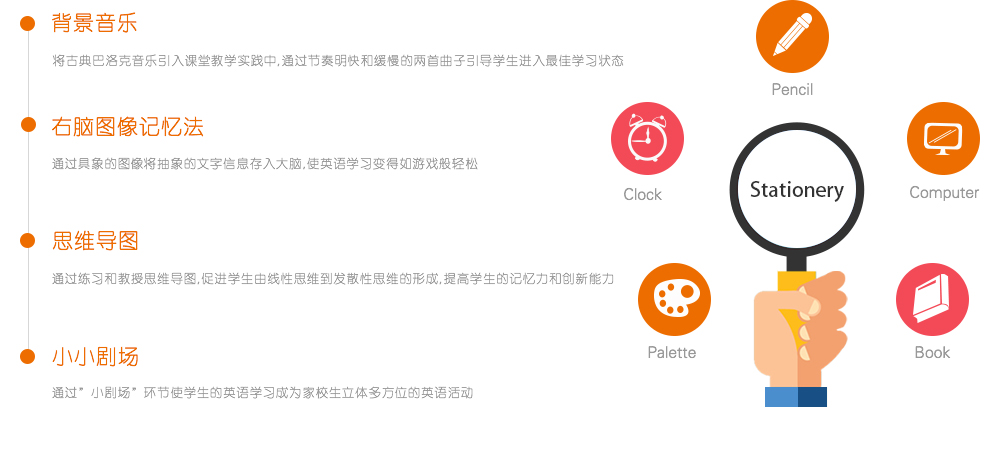 背景音乐
将古典巴洛克音乐引入课堂教学实践中,通过节奏明快和缓慢的两首曲子引导学生进入最佳学习状态
右脑图像记忆法
通过具象的图像将抽象的文字信息存入大脑,使英语学习变得如游戏般轻松
思维导图
通过练习和教授思维导图,促进学生由线性思维到发散性思维的形成,提高学生的记忆力和创新能力
小小剧场
通过”小剧场”环节使学生的英语学习成为家校生立体多方位的英语活动
Pencil
Clock
Stationery
Computer
Palette
Book